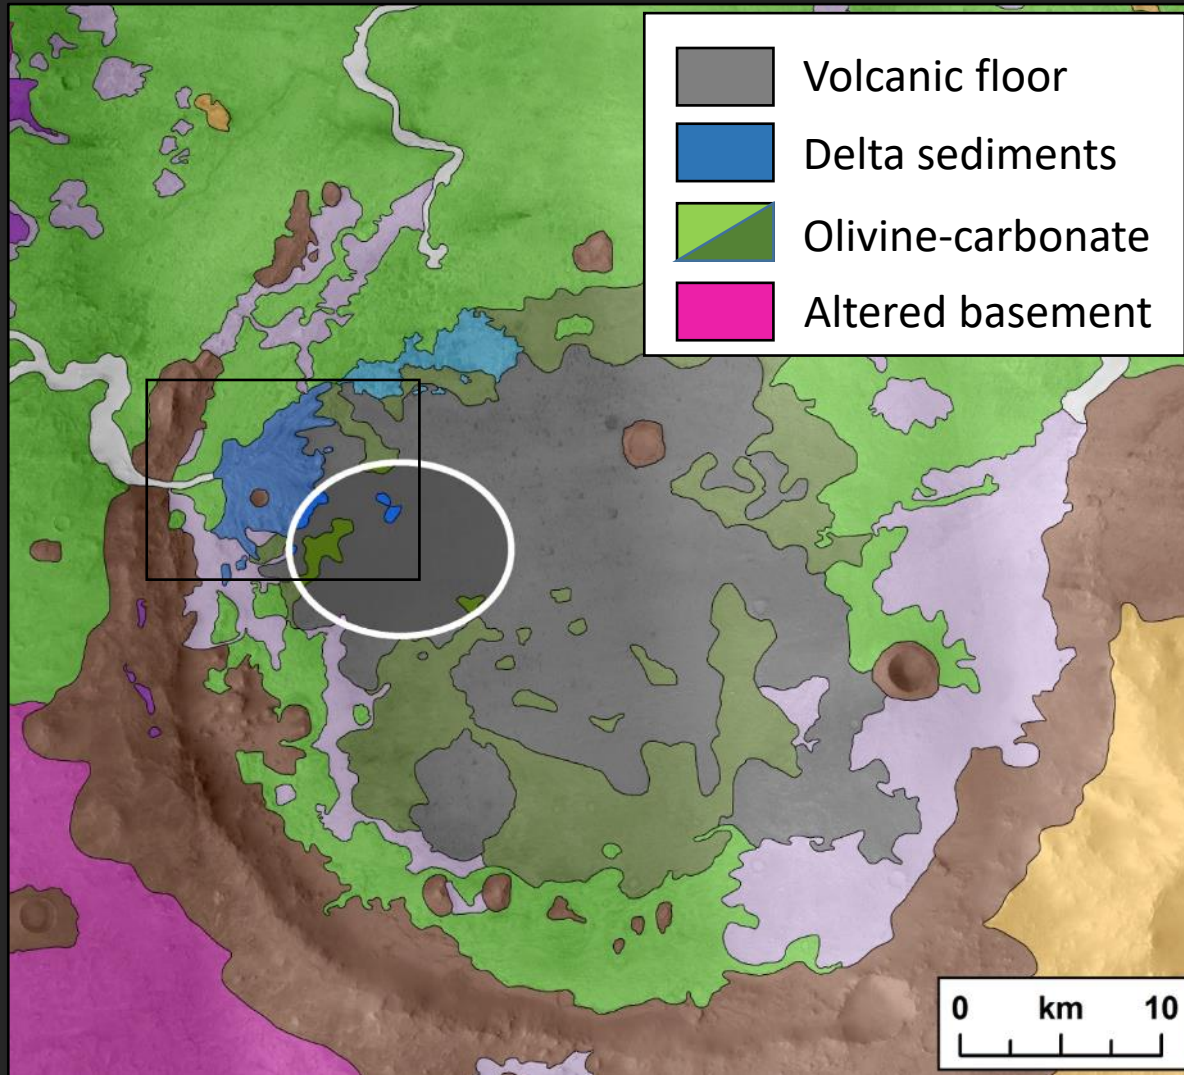 Volcanic floor
Delta sediments
Olivine-carbonate
Altered basement
0 km 10